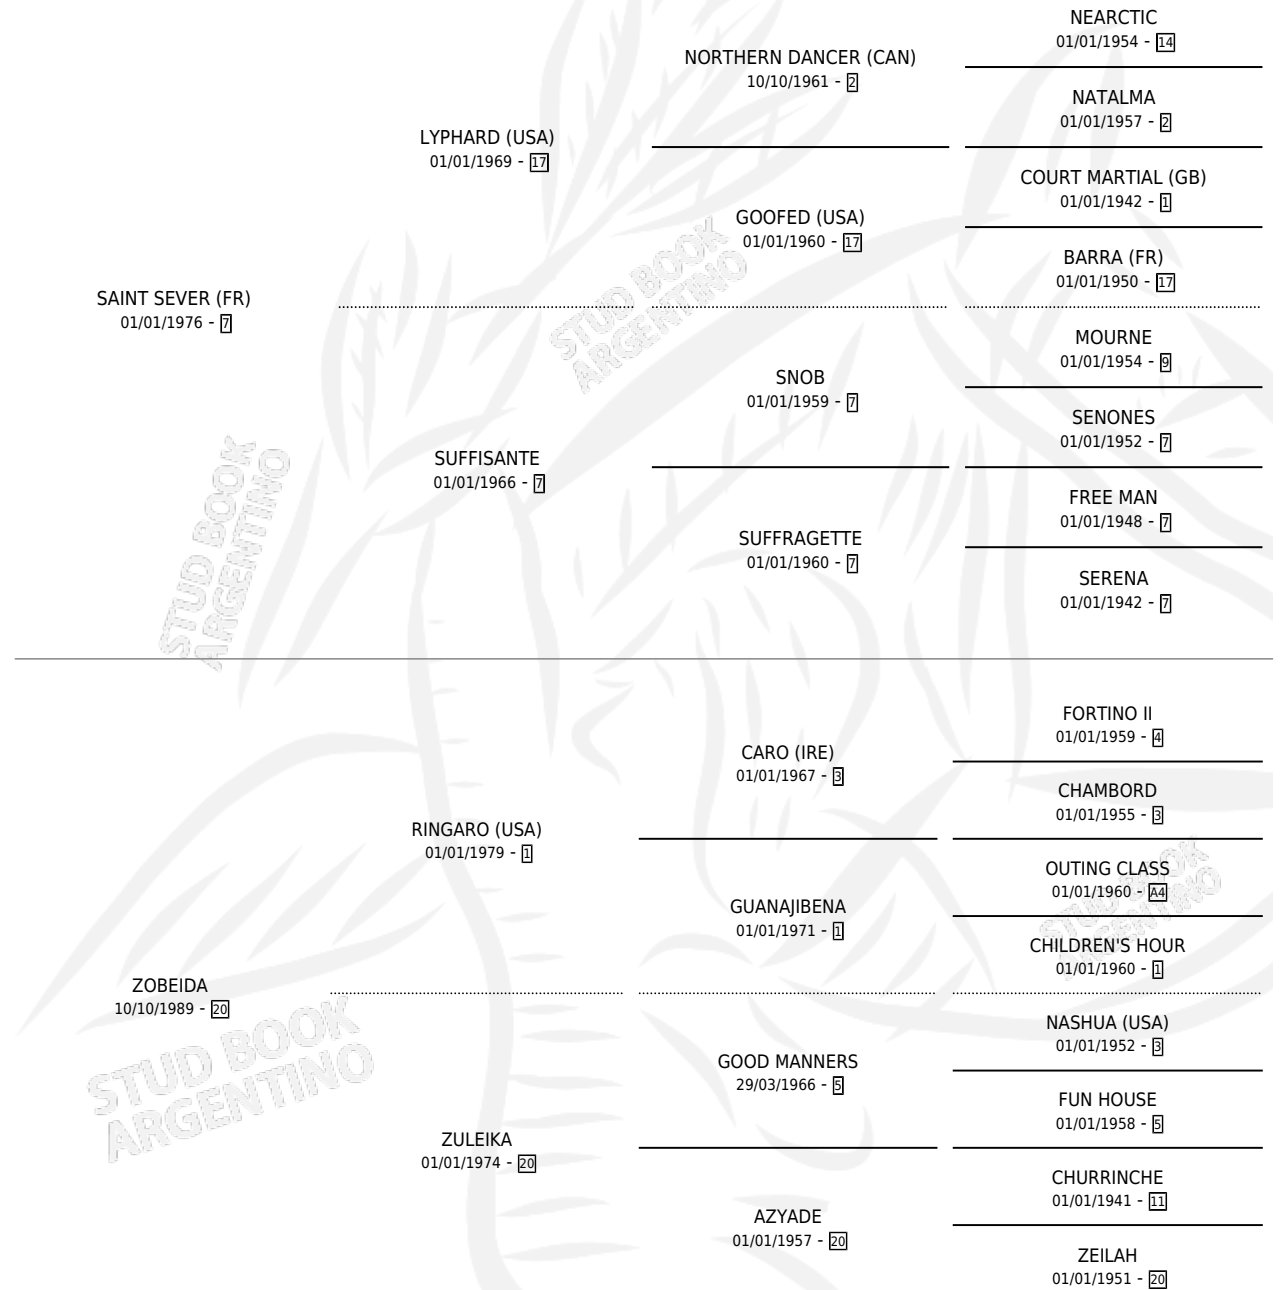 NEARCTIC
01/01/1954 - 14
NORTHERN DANCER (CAN)
10/10/1961 - 2
NATALMA
01/01/1957 - 2
LYPHARD (USA)
01/01/1969 - 17
COURT MARTIAL (GB)
01/01/1942 - 1
GOOFED (USA)
01/01/1960 - 17
BARRA (FR)
01/01/1950 - 17
SAINT SEVER (FR)
01/01/1976 - 7
STUD BOOK
ARGENTINO
MOURNE
01/01/1954 - 9
SNOB
01/01/1959 - 7
SENONES
01/01/1952 - 7
SUFFISANTE
01/01/1966 - 7
FREE MAN
01/01/1948 - 7
SUFFRAGETTE
01/01/1960 - 7
SERENA
01/01/1942 - 7
STUD BOOK
ARGENTINO
FORTINO II
01/01/1959 - 4
CARO (IRE)
01/01/1967 - 3
CHAMBORD
01/01/1955 - 3
RINGARO (USA)
01/01/1979 - 1
OUTING CLASS
01/01/1960 - A4
GUANAJIBENA
01/01/1971 - 1
STUD BOOK
ARGENTINO
CHILDREN'S HOUR
01/01/1960 - 1
ZOBEIDA
10/10/1989 - 20
NASHUA (USA)
01/01/1952 - 3
GOOD MANNERS
29/03/1966 - 5
STUD BOOK
ARGENTINO
FUN HOUSE
01/01/1958 - 5
ZULEIKA
01/01/1974 - 20
CHURRINCHE
01/01/1941 - 11
AZYADE
01/01/1957 - 20
ZEILAH
01/01/1951 - 20